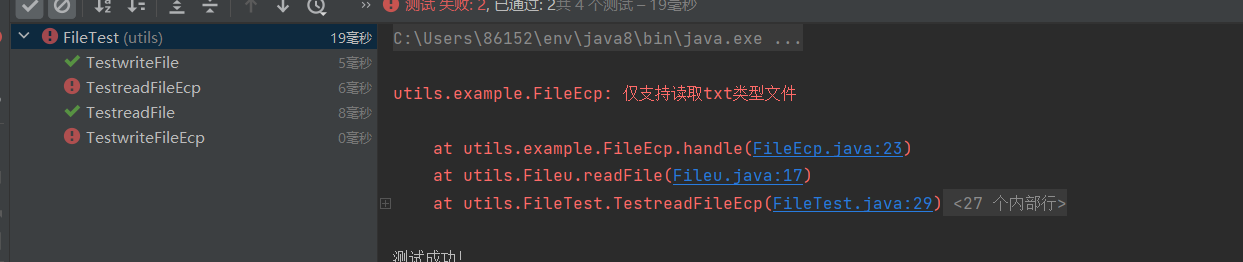 测试 失败: 2, 已通过: 2共 4 个测试 – 19毫秒
FileTest (utils) 19毫秒
TestwriteFile 5毫秒
TestreadFileEcp 6毫秒
TestreadFile 8毫秒
TestwriteFileEcp 0毫秒
C:\Users\86152\env\java8\bin\java.exe ...
utils.example.FileEcp: 仅支持读取txt类型文件
at utils.example.FileEcp.handle(FileEcp.java:23)
at utils.Fileu.readFile(Fileu.java:17)
at utils.FileTest.TestreadFileEcp(FileTest.java:29) <27 个内部行>
测试成功!